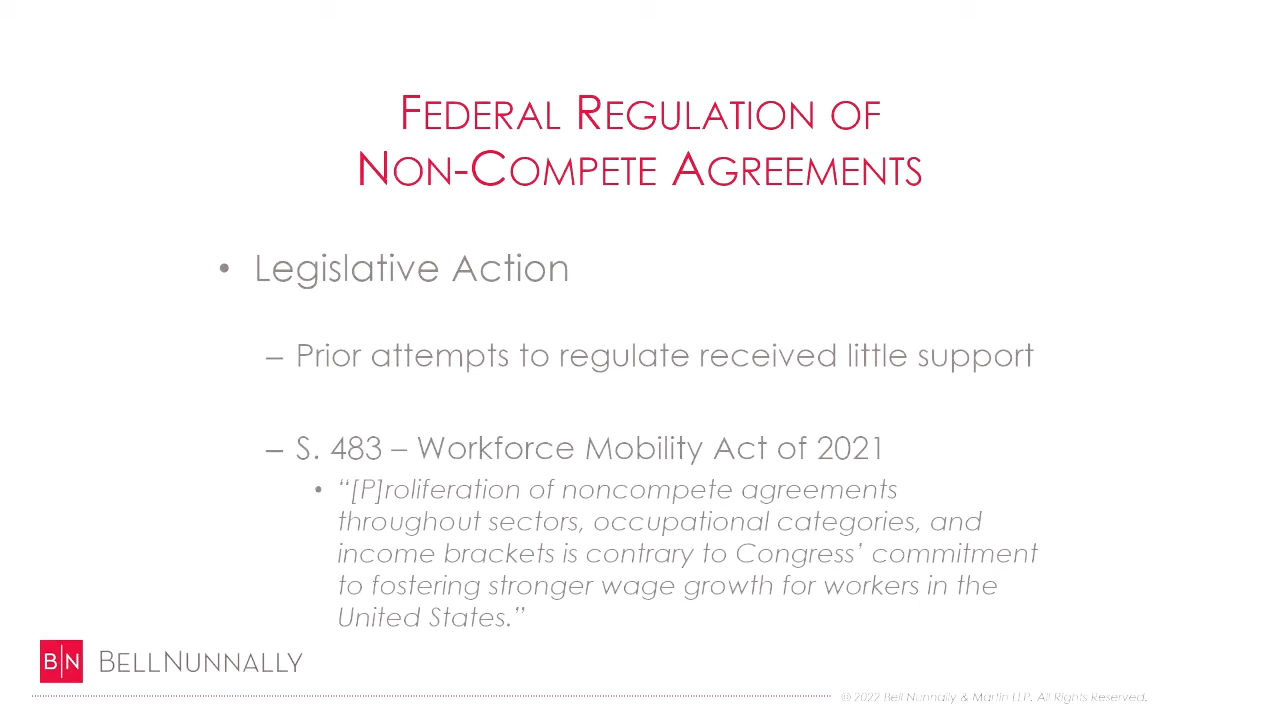 FEDERAL REGULATION OF
NON-COMPETE AGREEMENTS
• Legislative Action
– Prior attempts to regulate received little support
– S. 483 – Workforce Mobility Act of 2021
• “[P]roliferation of noncompete agreements
throughout sectors, occupational categories, and
income brackets is contrary to Congress’ commitment
to fostering stronger wage growth for workers in the
United States.”
B|N BELLNUNNALLY
© 2022 Bell Nunnally & Martin LLP. All Rights Reserved.